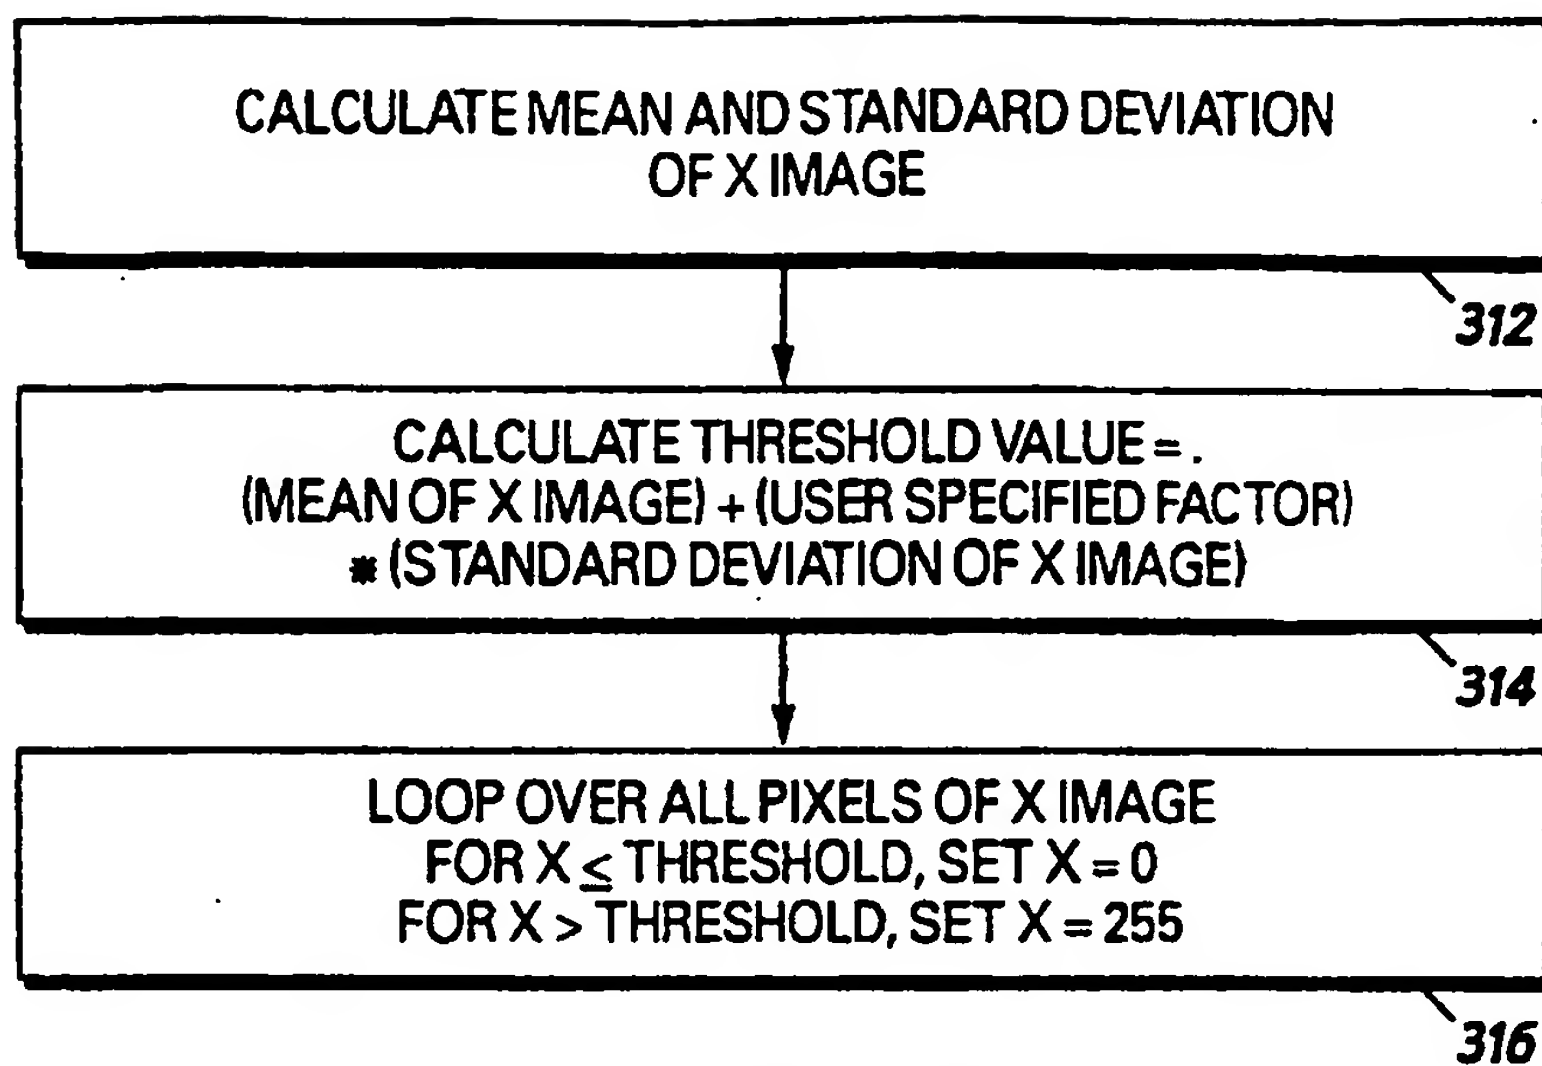 CALCULATE MEAN AND STANDARD DEVIATION
OF X IMAGE
312
CALCULATE THRESHOLD VALUE = .
(MEAN OF X IMAGE) + (USER SPECIFIED FACTOR)
* (STANDARD DEVIATION OF X IMAGE)
314
LOOP OVER ALL PIXELS OF X IMAGE
FOR X ≤ THRESHOLD, SET X = 0
FOR X > THRESHOLD, SET X = 255
316